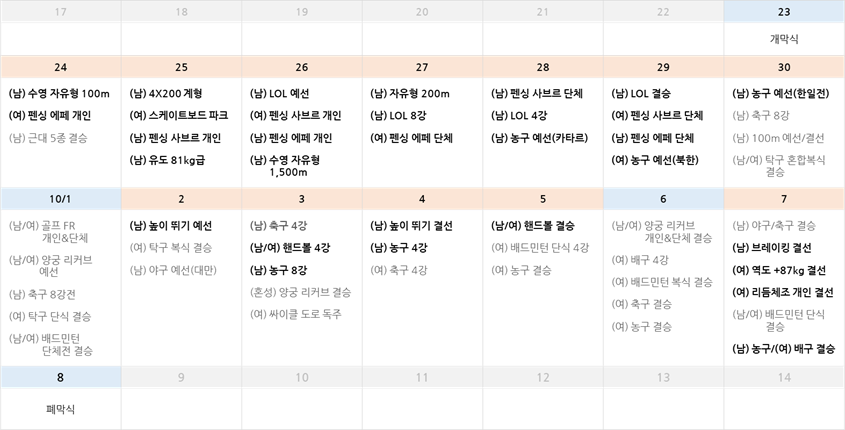 17 18 19 20 21 22 23
개막식
24 25 26 27 28 29 30
(남) 수영 자유형 100m
(여) 펜싱 에페 개인
(남) 근대 5종 결승
(남) 4X200 계형
(여) 스케이트보드 파크
(남) 펜싱 사브르 개인
(남) 유도 81kg급
(남) LOL 예선
(여) 펜싱 사브르 개인
(남) 펜싱 에페 개인
(남) 수영 자유형
1,500m
(남) 자유형 200m
(남) LOL 8강
(여) 펜싱 에페 단체
(남) 펜싱 사브르 단체
(남) LOL 4강
(남) 농구 예선(카타르)
(남) LOL 결승
(여) 펜싱 사브르 단체
(남) 펜싱 에페 단체
(여) 농구 예선(북한)
(남) 농구 예선(한일전)
(남) 축구 8강
(남) 100m 예선/결선
(남/여) 탁구 혼합복식
결승
10/1 2 3 4 5 6 7
(남/여) 골프 FR
개인&단체
(남/여) 양궁 리커브
예선
(남) 축구 8강전
(여) 탁구 단식 결승
(남/여) 배드민턴
단체전 결승
(남) 높이 뛰기 예선
(여) 탁구 복식 결승
(남) 야구 예선(대만)
(남) 축구 4강
(남/여) 핸드볼 4강
(남) 농구 8강
(혼성) 양궁 리커브 결승
(여) 싸이클 도로 독주
(남) 높이 뛰기 결선
(남) 농구 4강
(여) 축구 4강
(남/여) 핸드볼 결승
(여) 배드민턴 단식 4강
(여) 농구 결승
(남/여) 양궁 리커브
개인&단체 결승
(여) 배구 4강
(여) 배드민턴 복식 결승
(여) 축구 결승
(여) 농구 결승
(남) 야구/축구 결승
(남) 브레이킹 결선
(여) 역도 +87kg 결선
(여) 리듬체조 개인 결선
(남/여) 배드민턴 단식
결승
(남) 농구/(여) 배구 결승
8 9 10 11 12 13 14
폐막식